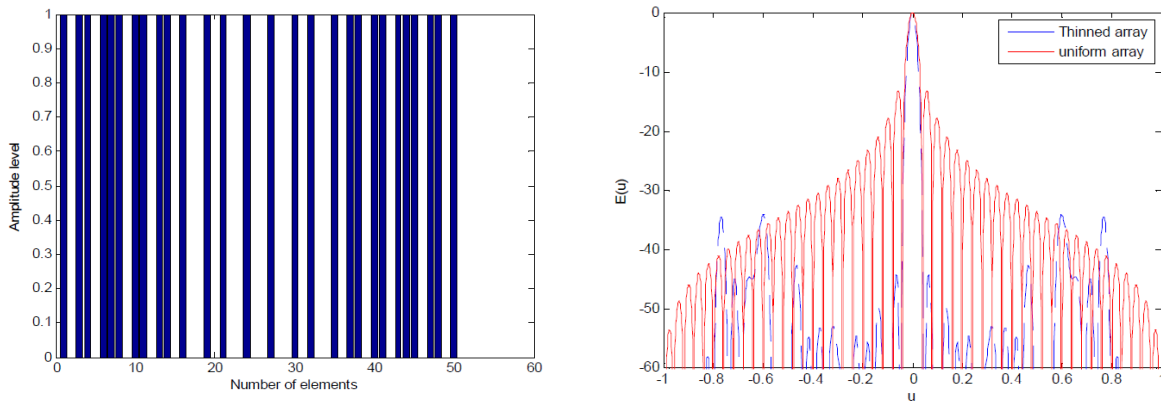 1
0.9
0.8
0.7
0.6
0.5
0.4
0.3
0.2
0.1
0
Amplitude level
0 10 20 30 40 50 60
Number of elements
0
-10
-20
-30
-40
-50
-60
E(u)
Thinned array
uniform array
-1 -0.8 -0.6 -0.4 -0.2 0 0.2 0.4 0.6 0.8 1
u